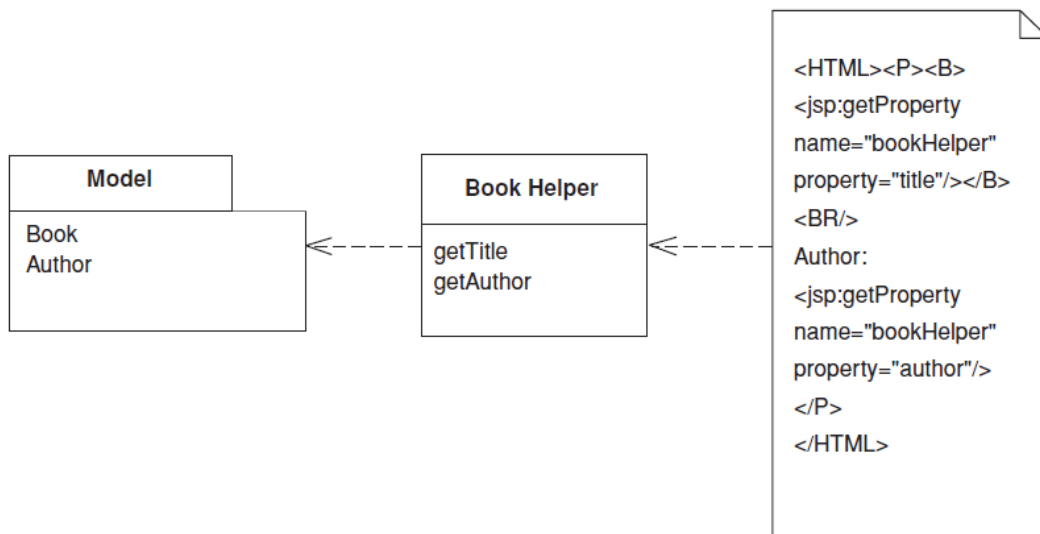 Model
Book
Author
Book Helper
getTitle
getAuthor
<HTML><P><B>
<jsp:getProperty
name="bookHelper"
property="title"/></B>
<BR/>
Author:
<jsp:getProperty
name="bookHelper"
property="author"/>
</P>
</HTML>